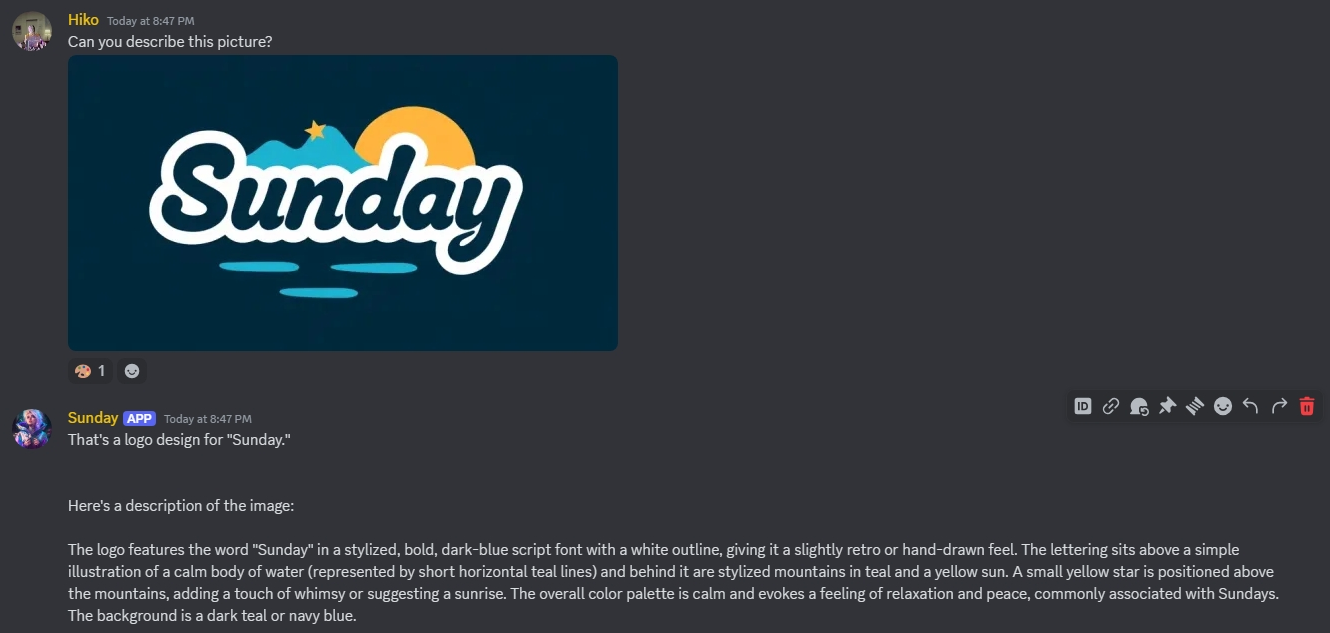 Hiko Today at 8:47 PM
Can you describe this picture?
Sunday
1
Sunday APP Today at 8:47 PM
ID
That's a logo design for "Sunday."
Here's a description of the image:
The logo features the word "Sunday" in a stylized, bold, dark-blue script font with a white outline, giving it a slightly retro or hand-drawn feel. The lettering sits above a simple
illustration of a calm body of water (represented by short horizontal teal lines) and behind it are stylized mountains in teal and a yellow sun. A small yellow star is positioned above
the mountains, adding a touch of whimsy or suggesting a sunrise. The overall color palette is calm and evokes a feeling of relaxation and peace, commonly associated with Sundays.
The background is a dark teal or navy blue.